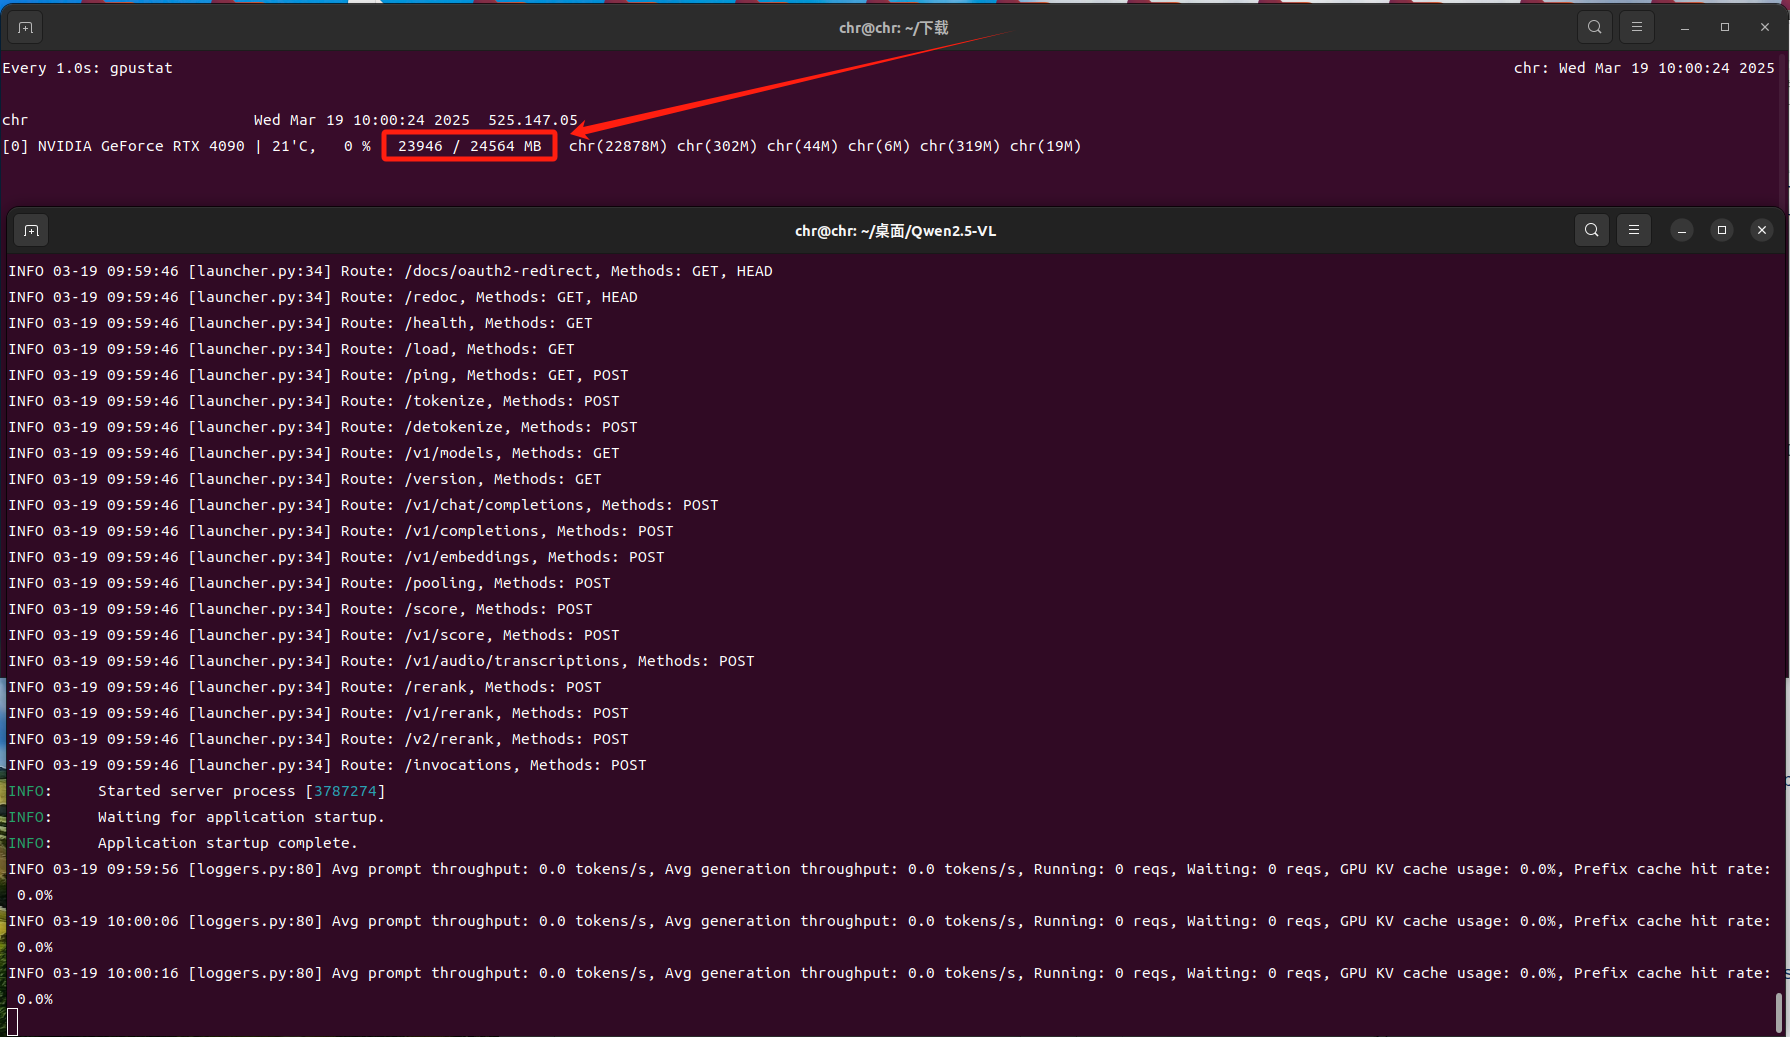 chr@chr: ~/下载
Every 1.0s: gpustat chr: Wed Mar 19 10:00:24 2025
chr Wed Mar 19 10:00:24 2025 525.147.05
[0] NVIDIA GeForce RTX 4090 | 21'C, 0 % 23946 / 24564 MB chr(22878M) chr(302M) chr(44M) chr(6M) chr(319M) chr(19M)
chr@chr: ~/桌面/Qwen2.5-VL
INFO 03-19 09:59:46 [launcher.py:34] Route: /docs/oauth2-redirect, Methods: GET, HEAD
INFO 03-19 09:59:46 [launcher.py:34] Route: /redoc, Methods: GET, HEAD
INFO 03-19 09:59:46 [launcher.py:34] Route: /health, Methods: GET
INFO 03-19 09:59:46 [launcher.py:34] Route: /load, Methods: GET
INFO 03-19 09:59:46 [launcher.py:34] Route: /ping, Methods: GET, POST
INFO 03-19 09:59:46 [launcher.py:34] Route: /tokenize, Methods: POST
INFO 03-19 09:59:46 [launcher.py:34] Route: /detokenize, Methods: POST
INFO 03-19 09:59:46 [launcher.py:34] Route: /v1/models, Methods: GET
INFO 03-19 09:59:46 [launcher.py:34] Route: /version, Methods: GET
INFO 03-19 09:59:46 [launcher.py:34] Route: /v1/chat/completions, Methods: POST
INFO 03-19 09:59:46 [launcher.py:34] Route: /v1/completions, Methods: POST
INFO 03-19 09:59:46 [launcher.py:34] Route: /v1/embeddings, Methods: POST
INFO 03-19 09:59:46 [launcher.py:34] Route: /pooling, Methods: POST
INFO 03-19 09:59:46 [launcher.py:34] Route: /score, Methods: POST
INFO 03-19 09:59:46 [launcher.py:34] Route: /v1/score, Methods: POST
INFO 03-19 09:59:46 [launcher.py:34] Route: /v1/audio/transcriptions, Methods: POST
INFO 03-19 09:59:46 [launcher.py:34] Route: /rerank, Methods: POST
INFO 03-19 09:59:46 [launcher.py:34] Route: /v1/rerank, Methods: POST
INFO 03-19 09:59:46 [launcher.py:34] Route: /v2/rerank, Methods: POST
INFO 03-19 09:59:46 [launcher.py:34] Route: /invocations, Methods: POST
INFO: Started server process [3787274]
INFO: Waiting for application startup.
INFO: Application startup complete.
INFO 03-19 09:59:56 [loggers.py:80] Avg prompt throughput: 0.0 tokens/s, Avg generation throughput: 0.0 tokens/s, Running: 0 reqs, Waiting: 0 reqs, GPU KV cache usage: 0.0%, Prefix cache hit rate:
0.0%
INFO 03-19 10:00:06 [loggers.py:80] Avg prompt throughput: 0.0 tokens/s, Avg generation throughput: 0.0 tokens/s, Running: 0 reqs, Waiting: 0 reqs, GPU KV cache usage: 0.0%, Prefix cache hit rate:
0.0%
INFO 03-19 10:00:16 [loggers.py:80] Avg prompt throughput: 0.0 tokens/s, Avg generation throughput: 0.0 tokens/s, Running: 0 reqs, Waiting: 0 reqs, GPU KV cache usage: 0.0%, Prefix cache hit rate:
0.0%